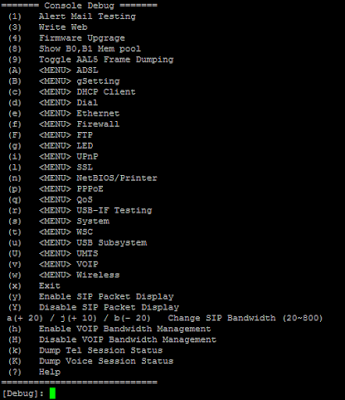 ======= Console Debug =======
(1) Alert Mail Testing
(3) Write Web
(4) Firmware Upgrage
(8) Show B0,B1 Mem pool
(9) Toggle AAL5 Frame Dumping
(A) <MENU> ADSL
(B) <MENU> gSetting
(c) <MENU> DHCP Client
(d) <MENU> Dial
(e) <MENU> Ethernet
(f) <MENU> Firewall
(F) <MENU> FTP
(g) <MENU> LED
(i) <MENU> UPnP
(l) <MENU> SSL
(n) <MENU> NetBIOS/Printer
(p) <MENU> PPPoE
(q) <MENU> QoS
(r) <MENU> USB-IF Testing
(s) <MENU> System
(t) <MENU> WSC
(u) <MENU> USB Subsystem
(U) <MENU> UMTS
(v) <MENU> VOIP
(w) <MENU> Wireless
(x) Exit
(y) Enable SIP Packet Display
(Y) Disable SIP Packet Display
a(+ 20) / j(+ 10) / b(- 20) Change SIP Bandwidth (20~800)
(h) Enable VOIP Bandwidth Management
(H) Disable VOIP Bandwidth Management
(k) Dump Tel Session Status
(K) Dump Voice Session Status
(?) Help
=============================
[Debug]: